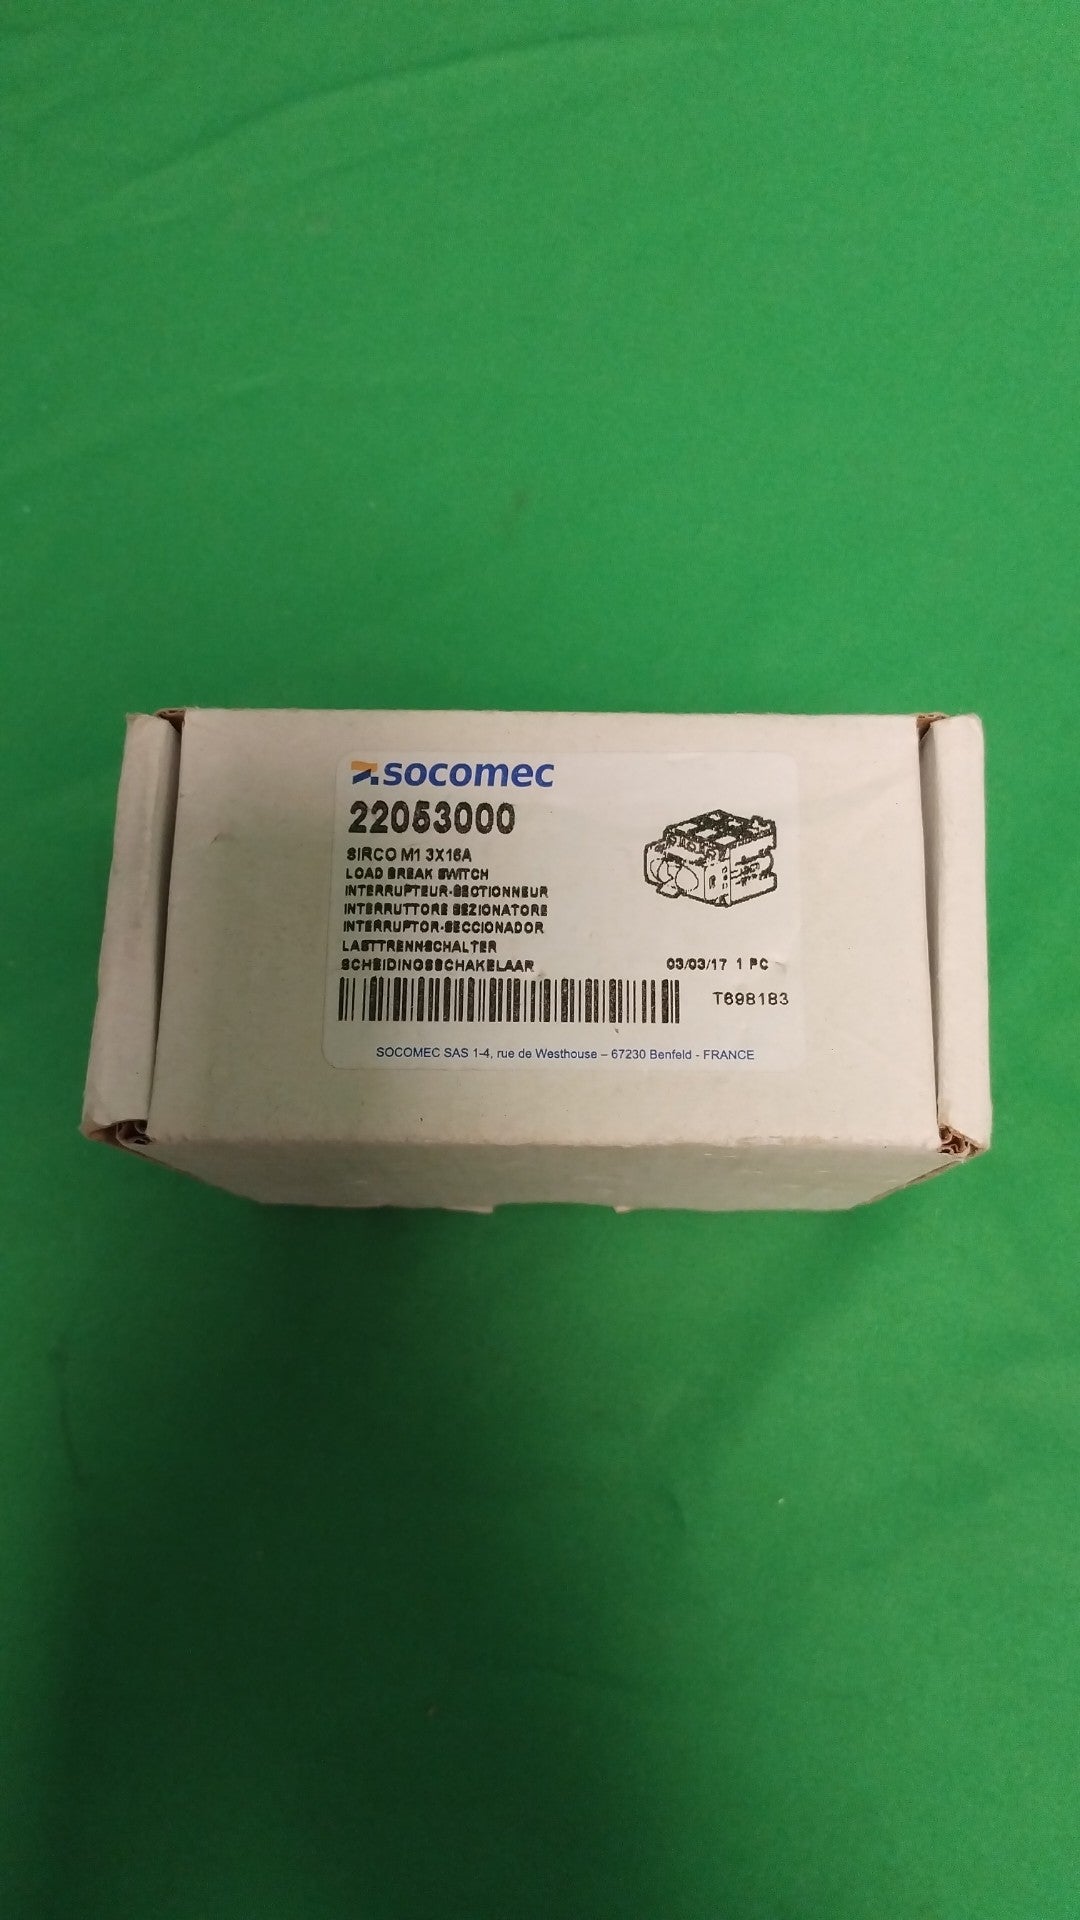 socomec
22053000
SIRCO M1 3X16A
LOAD BREAK SWITCH
INTERRUPTEUR-SECTIONNEUR
INTERRUTTORE SEZIONATORE
INTERRUPTOR-SECCIONADOR
LASTTRENNSCHALTER
SCHEIDINGSSCHAKELAAR
03/03/17 1 PC
T698183
SOCOMEC SAS 1-4, rue de Westhouse – 67230 Benfeld - FRANCE